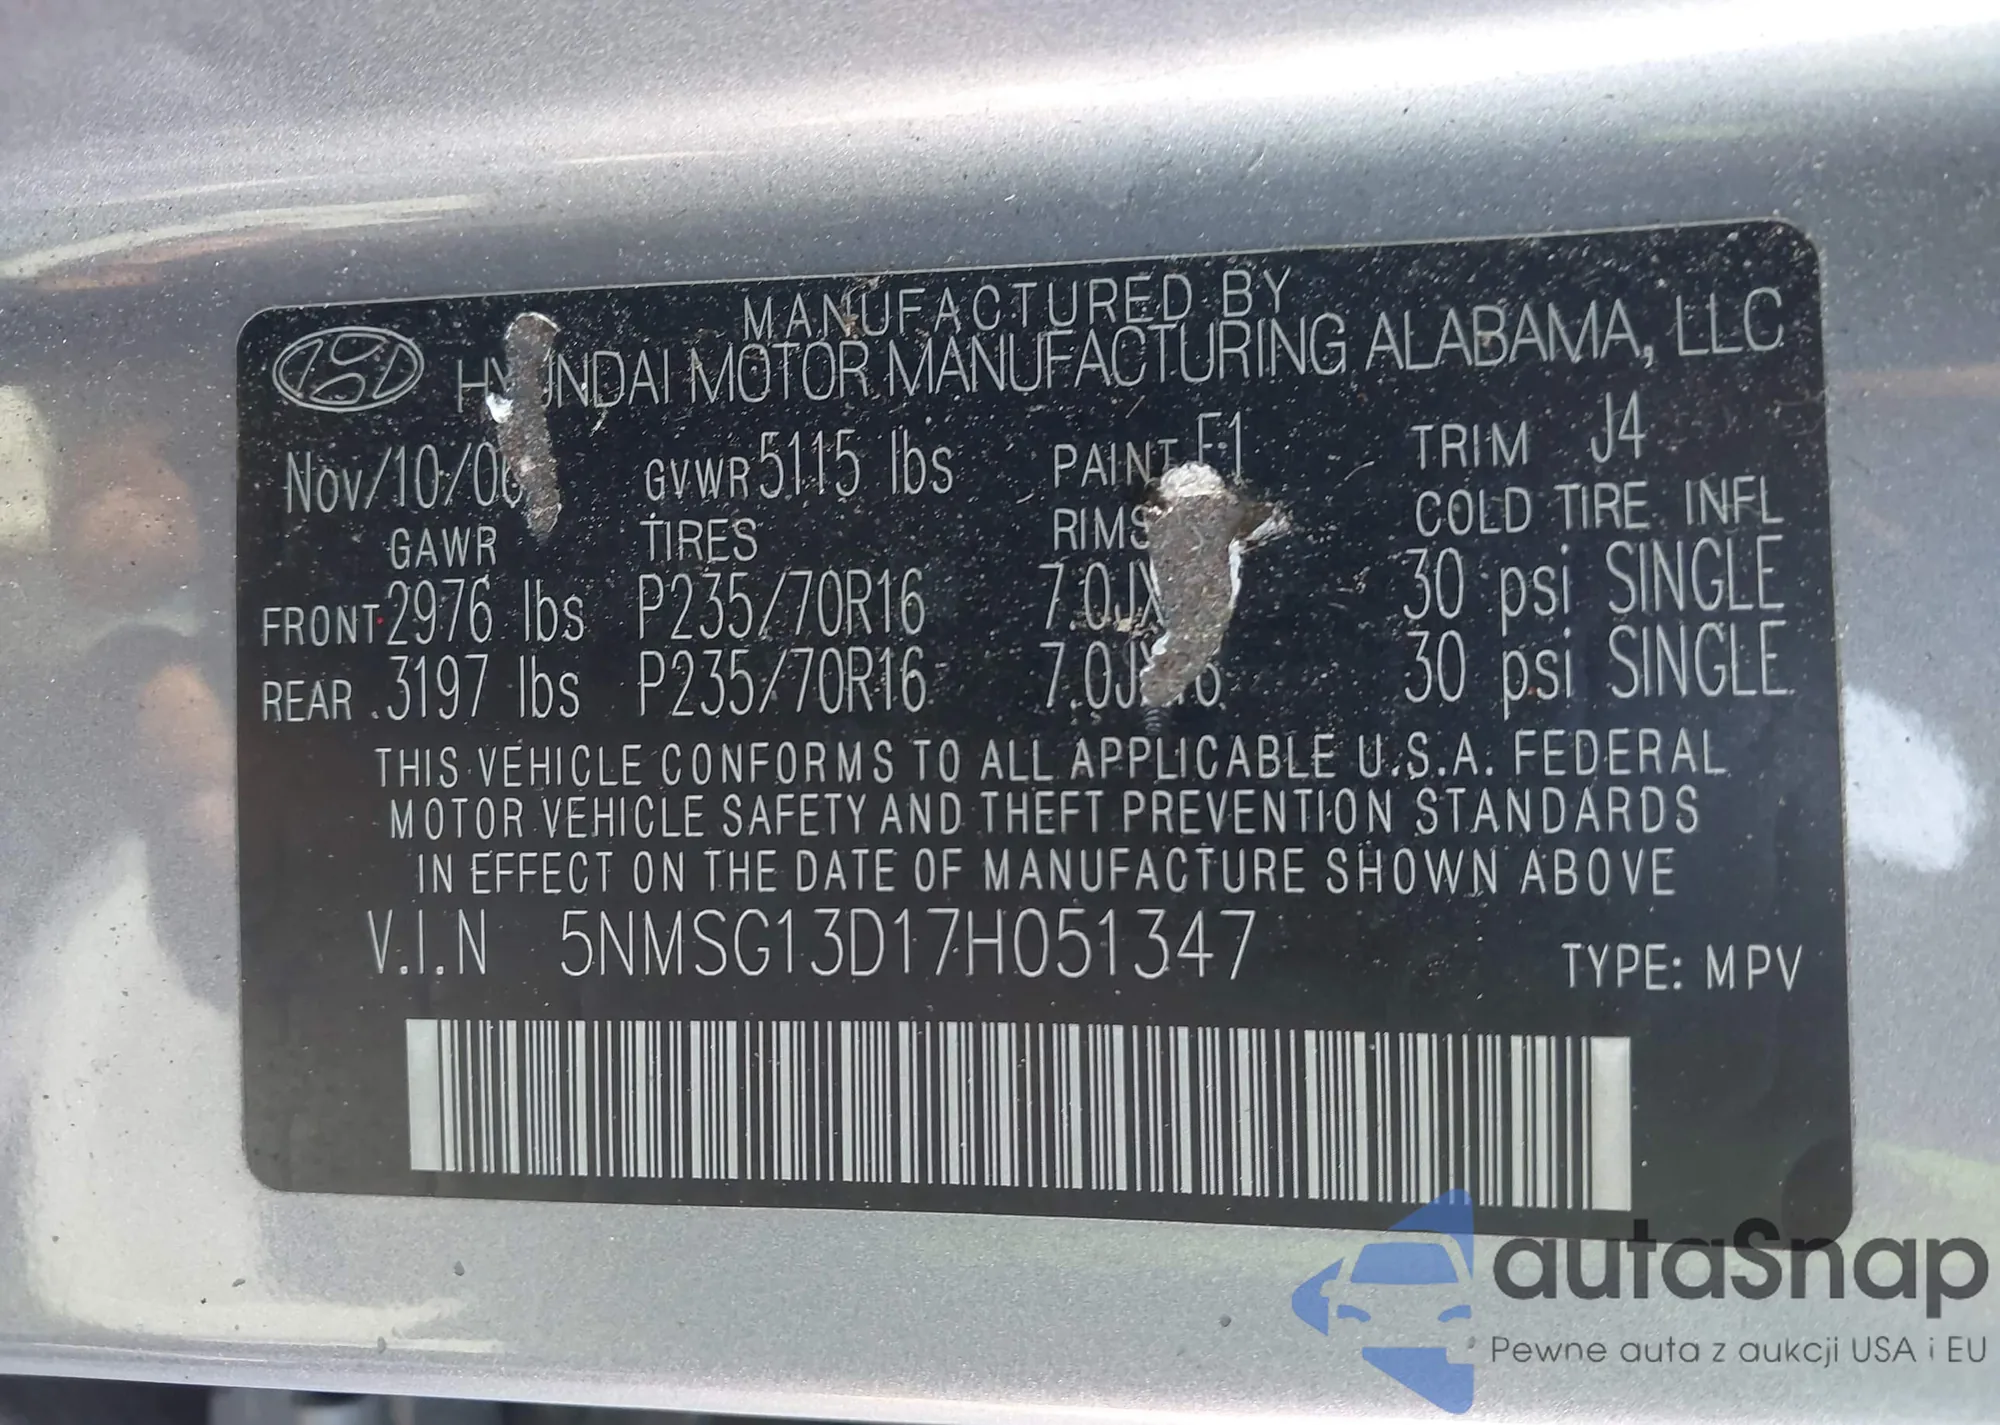 MANUFACTURED BY
HYUNDAI MOTOR MANUFACTURING ALABAMA, LLC
Nov/10/06 GVWR 5115 lbs PAINT TRIM J4
GAWR TIRES RIMS COLD TIRE INFL
FRONT 2976 lbs P235/70R16 30 psi SINGLE
REAR 3197 lbs P235/70R16 30 psi SINGLE
THIS VEHICLE CONFORMS TO ALL APPLICABLE U.S.A. FEDERAL
MOTOR VEHICLE SAFETY AND THEFT PREVENTION STANDARDS
IN EFFECT ON THE DATE OF MANUFACTURE SHOWN ABOVE
V.I.N 5NMSG13D17H051347 TYPE: MPV
autaSnap
Pewne auta z aukcji USA i EU